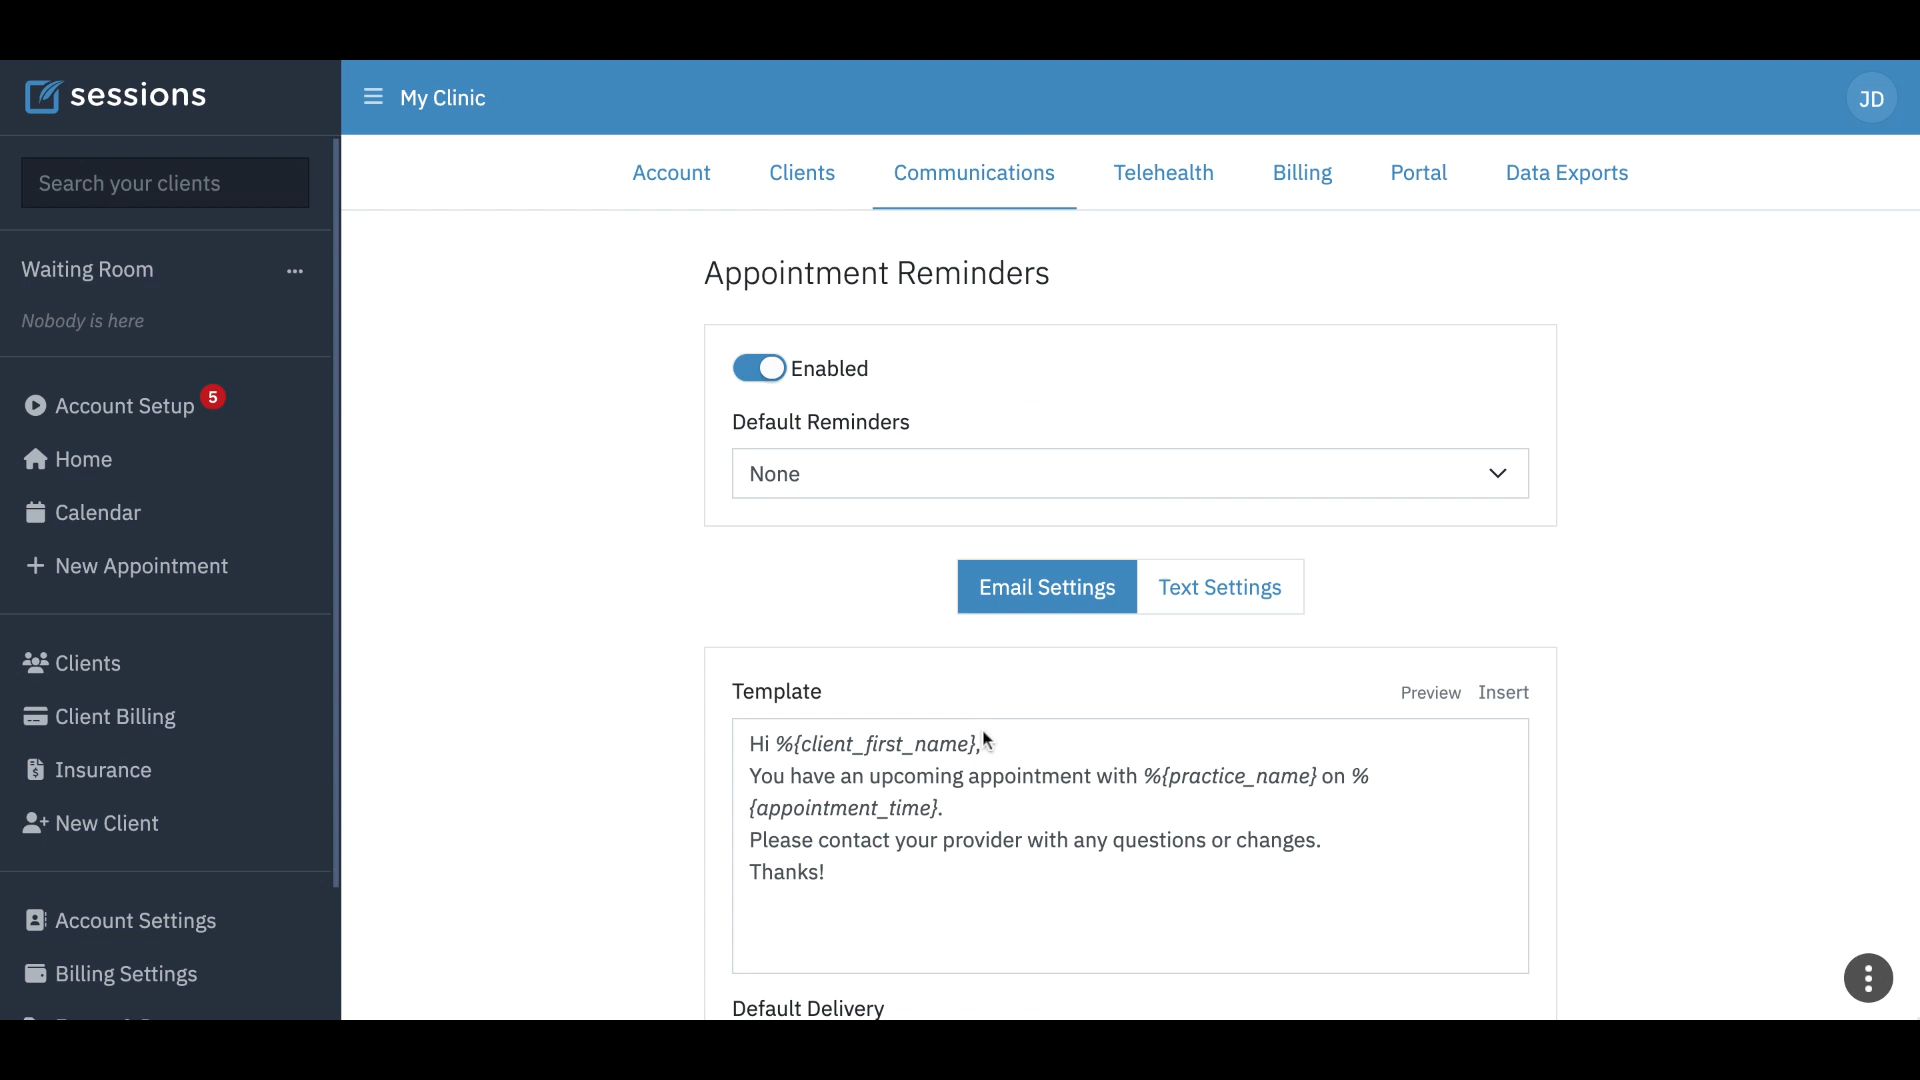 sessions
My Clinic
JD
Search your clients
Account
Clients
Communications
Telehealth
Billing
Portal
Data Exports
Waiting Room
Nobody is here
Account Setup 5
Home
Calendar
New Appointment
Clients
Client Billing
Insurance
New Client
Account Settings
Billing Settings
Appointment Reminders
Enabled
Default Reminders
None
Email Settings
Text Settings
Template
Preview
Insert
Hi %{client_first_name},
You have an upcoming appointment with %{practice_name} on %
{appointment_time}.
Please contact your provider with any questions or changes.
Thanks!
Default Delivery